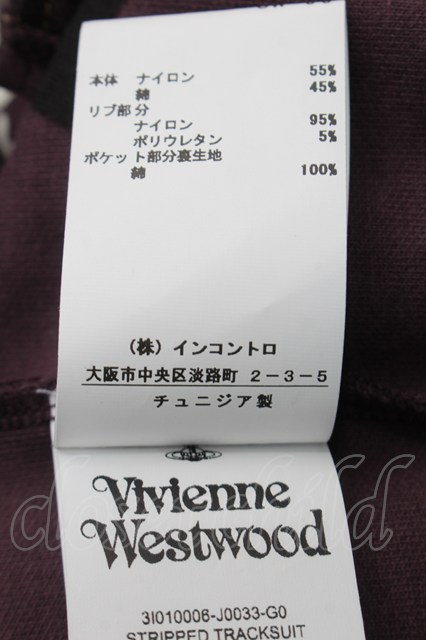 本体 ナイロン 55%
綿 45%
リブ部分
ナイロン 95%
ポリウレタン 5%
ポケット部分裏生地
綿 100%
(株) インコントロ
大阪市中央区淡路町 2-3-5
チュニジア製
Vivienne
Westwood
3I010006-J0033-G0
STRIPPED TRACKSUIT